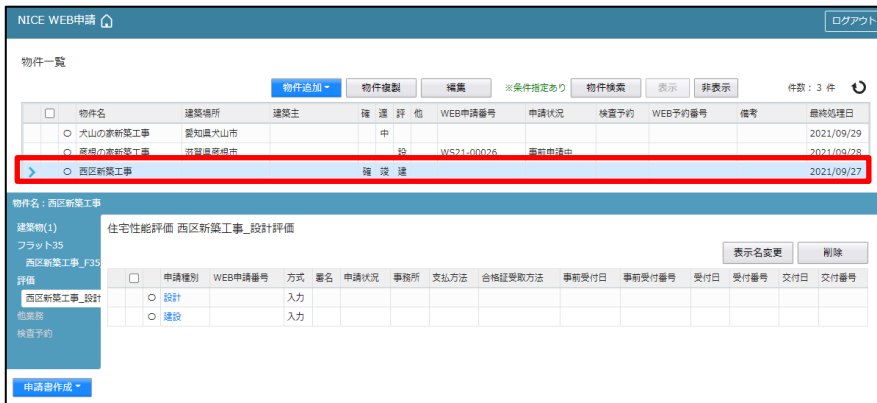 NICE WEB申請 ログアウト
物件一覧
物件追加 物件複製 編集 ※条件指定あり 物件検索 表示 非表示 件数：3 件
物件名 建築場所 建築主 確 適 評 他 WEB申請番号 申請状況 検査予約 WEB予約番号 備考 最終処理日
○ 犬山の家新築工事 愛知県犬山市 中 2021/09/29
○ 彦根の家新築工事 滋賀県彦根市 設 WS21-00026 事前申請中 2021/09/28
○ 西区新築工事 確 竣 建 2021/09/27
物件名：西区新築工事
建築物(1)
フラット35
西区新築工事_F35
評価
西区新築工事_設計
他業務
検査予約
申請書作成
住宅性能評価 西区新築工事_設計評価
表示名変更 削除
申請種別 WEB申請番号 方式 署名 申請状況 事務所 支払方法 合格証受取方法 事前受付日 事前受付番号 受付日 受付番号 交付日 交付番号
○ 設計 入力
○ 建設 入力